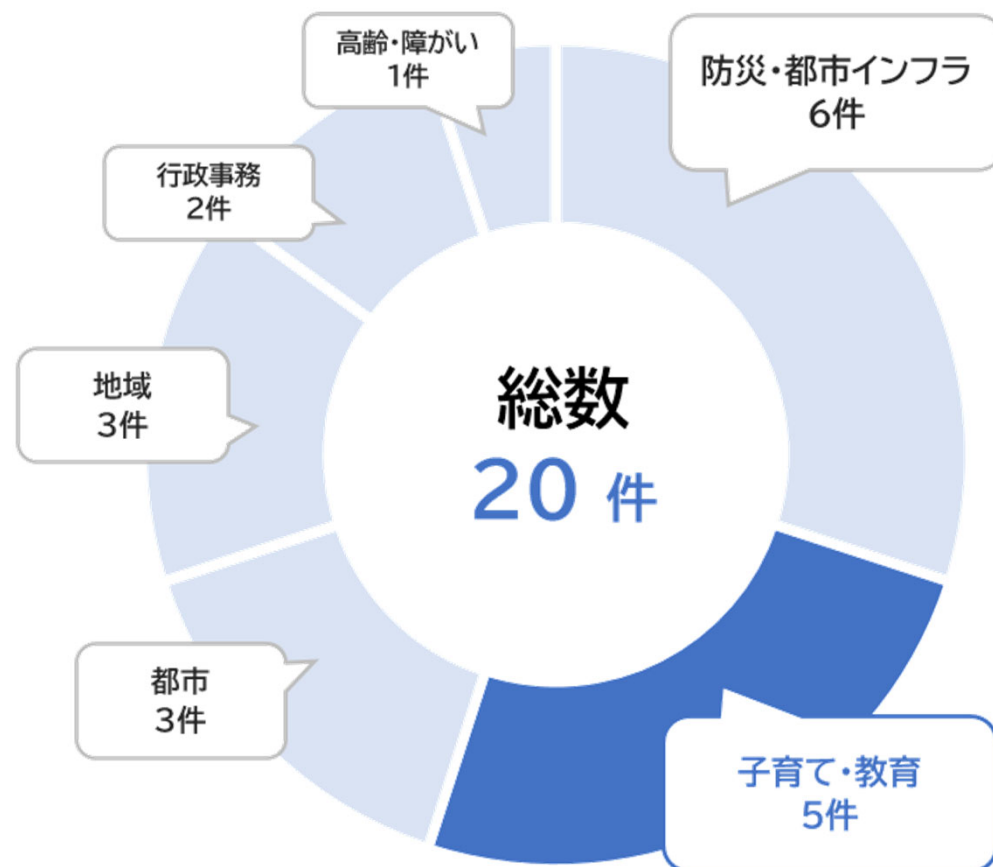 高齢・障がい
1件
防災・都市インフラ
6件
行政事務
2件
地域
3件
総数
20 件
都市
3件
子育て・教育
5件